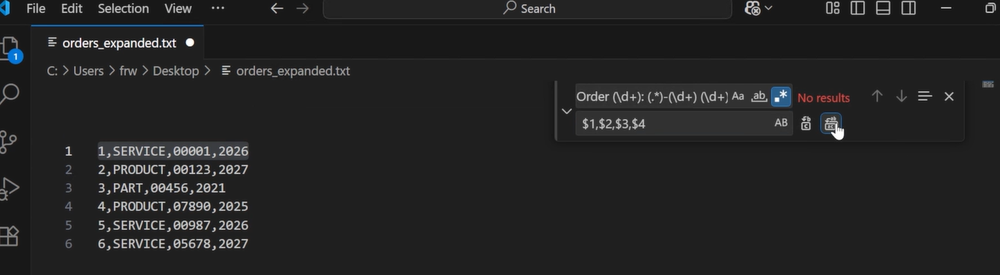 File Edit Selection View ··· Search
1 orders_expanded.txt
C: > Users > frw > Desktop > orders_expanded.txt
Order (\d+): (.*)-(\d+) (\d+) Aa ab .* No results
$1,$2,$3,$4 AB
1 1,SERVICE,00001,2026
2 2,PRODUCT,00123,2027
3 3,PART,00456,2021
4 4,PRODUCT,07890,2025
5 5,SERVICE,00987,2026
6 6,SERVICE,05678,2027